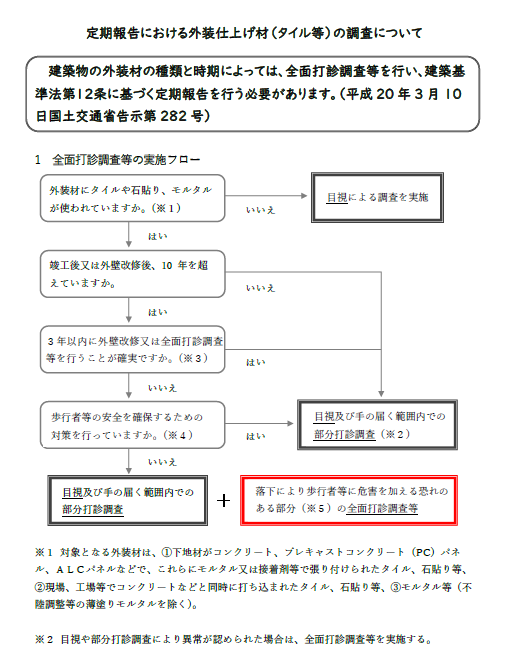 定期報告における外装仕上げ材(タイル等)の調査について
建築物の外装材の種類と時期によっては、全面打診調査等を行い、建築基
準法第12条に基づく定期報告を行う必要があります。(平成20年3月10
日国土交通省告示第282号)
1 全面打診調査等の実施フロー
外装材にタイルや石貼り、モルタル
が使われていますか。(※1)
いいえ
目視による調査を実施
はい
竣工後又は外壁改修後、10 年を超
えていますか。
いいえ
はい
3年以内に外壁改修又は全面打診調査
等を行うことが確実ですか。(※3)
はい
いいえ
歩行者等の安全を確保するための
対策を行っていますか。(※4)
はい
目視及び手の届く範囲内での
部分打診調査(※2)
いいえ
目視及び手の届く範囲内での
部分打診調査
+
落下により歩行者等に危害を加える恐れの
ある部分(※5)の全面打診調査等
※1 対象となる外装材は、①下地材がコンクリート、プレキャストコンクリート(PC)パネ
ル、ALCパネルなどで、これらにモルタル又は接着剤等で張り付けられたタイル、石貼り等、
②現場、工場等でコンクリートなどと同時に打ち込まれたタイル、石貼り等、③モルタル等(不
陸調整等の薄塗りモルタルを除く)。
※2 目視や部分打診調査により異常が認められた場合は、全面打診調査等を実施する。